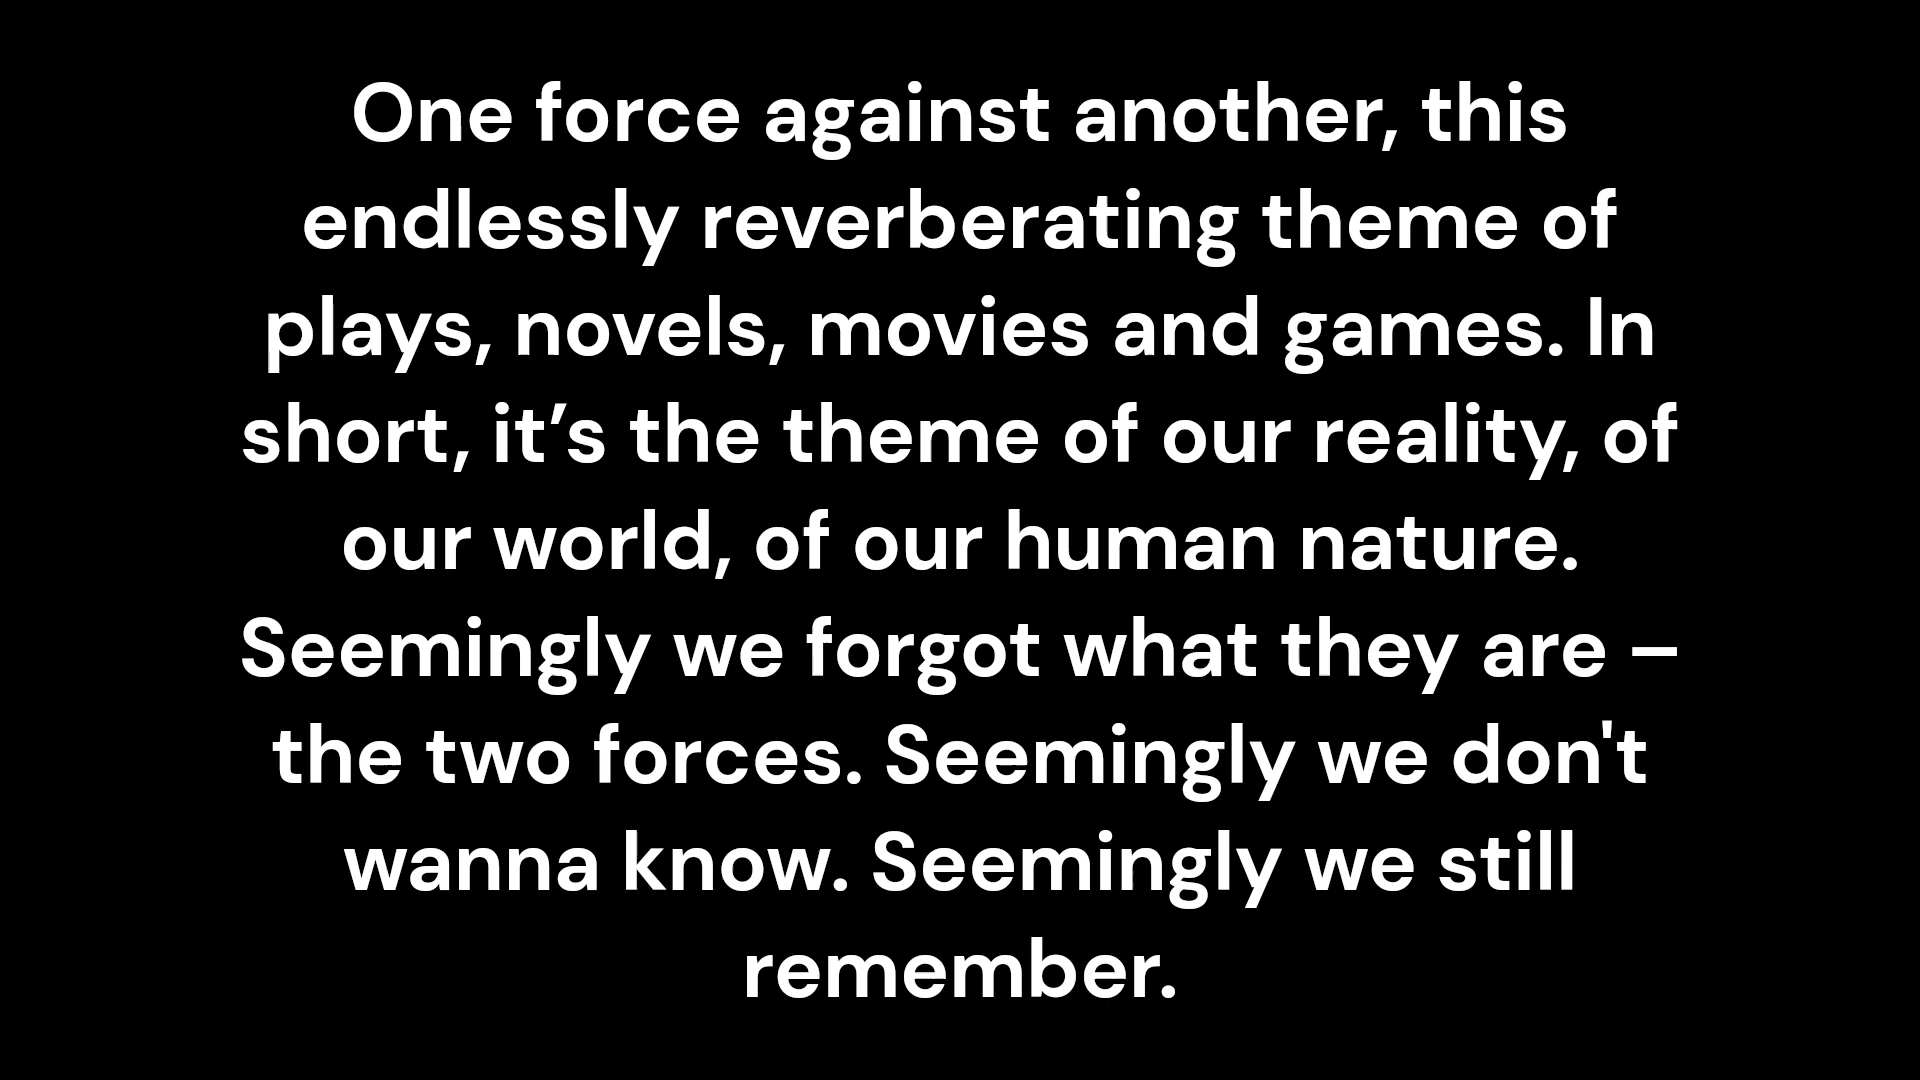 One force against another, this
endlessly reverberating theme of
plays, novels, movies and games. In
short, it’s the theme of our reality, of
our world, of our human nature.
Seemingly we forgot what they are –
the two forces. Seemingly we don't
wanna know. Seemingly we still
remember.